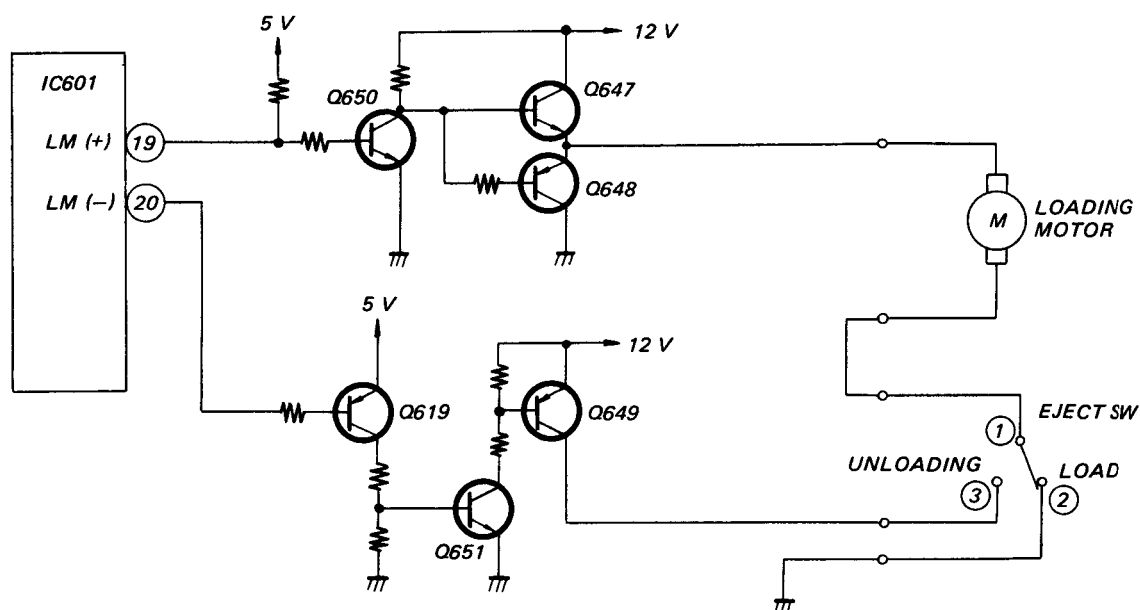 5 V
12 V
IC601
Q650
Q647
LM (+) 19
Q648
LM (—) 20
M
LOADING
MOTOR
5 V
12 V
Q619
Q649
EJECT SW
1
UNLOADING
LOAD
3
2
Q651